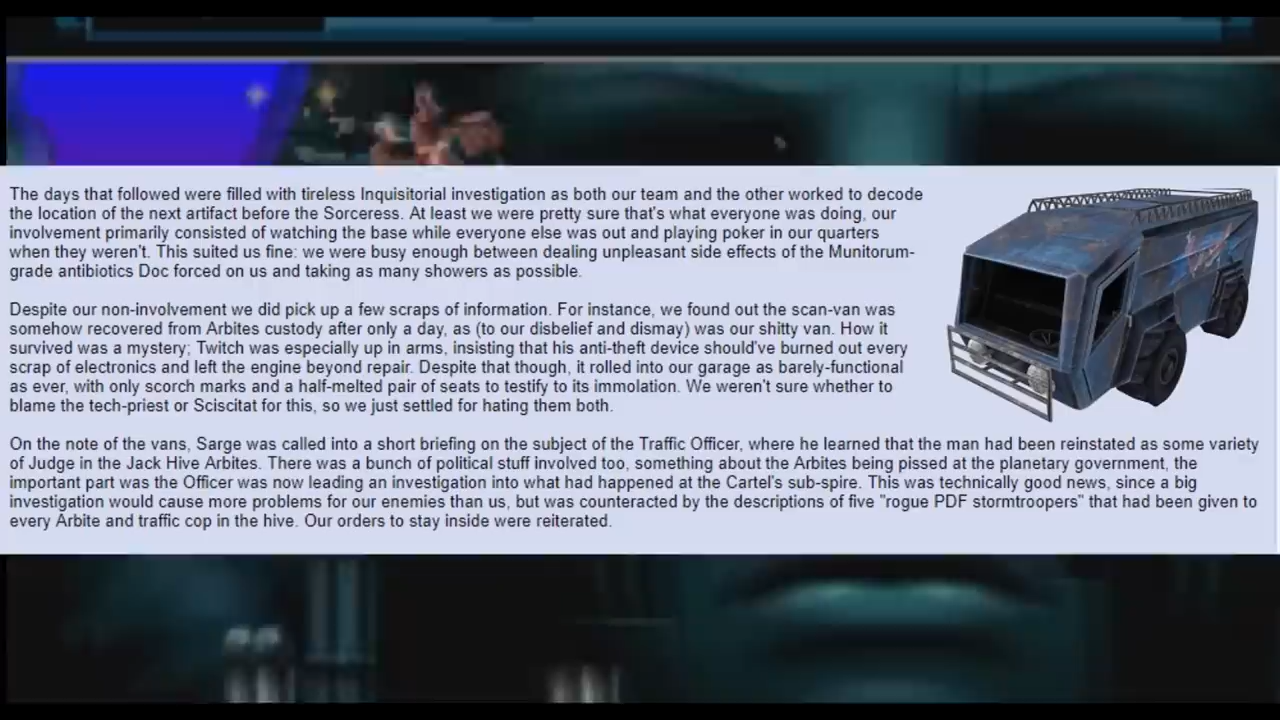 The days that followed were filled with tireless Inquisitorial investigation as both our team and the other worked to decode
the location of the next artifact before the Sorceress. At least we were pretty sure that's what everyone was doing, our
involvement primarily consisted of watching the base while everyone else was out and playing poker in our quarters
when they weren't. This suited us fine: we were busy enough between dealing unpleasant side effects of the Munitorum-
grade antibiotics Doc forced on us and taking as many showers as possible.
Despite our non-involvement we did pick up a few scraps of information. For instance, we found out the scan-van was
somehow recovered from Arbites custody after only a day, as (to our disbelief and dismay) was our shitty van. How it
survived was a mystery; Twitch was especially up in arms, insisting that his anti-theft device should've burned out every
scrap of electronics and left the engine beyond repair. Despite that though, it rolled into our garage as barely-functional
as ever, with only scorch marks and a half-melted pair of seats to testify to its immolation. We weren't sure whether to
blame the tech-priest or Sciscitat for this, so we just settled for hating them both.
On the note of the vans, Sarge was called into a short briefing on the subject of the Traffic Officer, where he learned that the man had been reinstated as some variety
of Judge in the Jack Hive Arbites. There was a bunch of political stuff involved too, something about the Arbites being pissed at the planetary government, the
important part was the Officer was now leading an investigation into what had happened at the Cartel's sub-spire. This was technically good news, since a big
investigation would cause more problems for our enemies than us, but was counteracted by the descriptions of five "rogue PDF stormtroopers" that had been given to
every Arbite and traffic cop in the hive. Our orders to stay inside were reiterated.